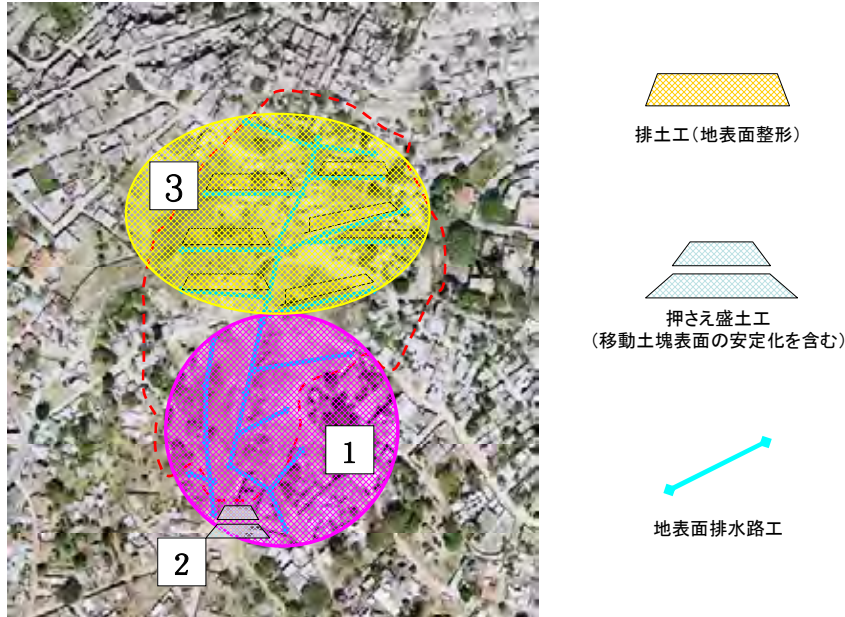 3
1
2
排土工(地表面整形)
押さえ盛土工
(移動土塊表面の安定化を含む)
地表面排水路工